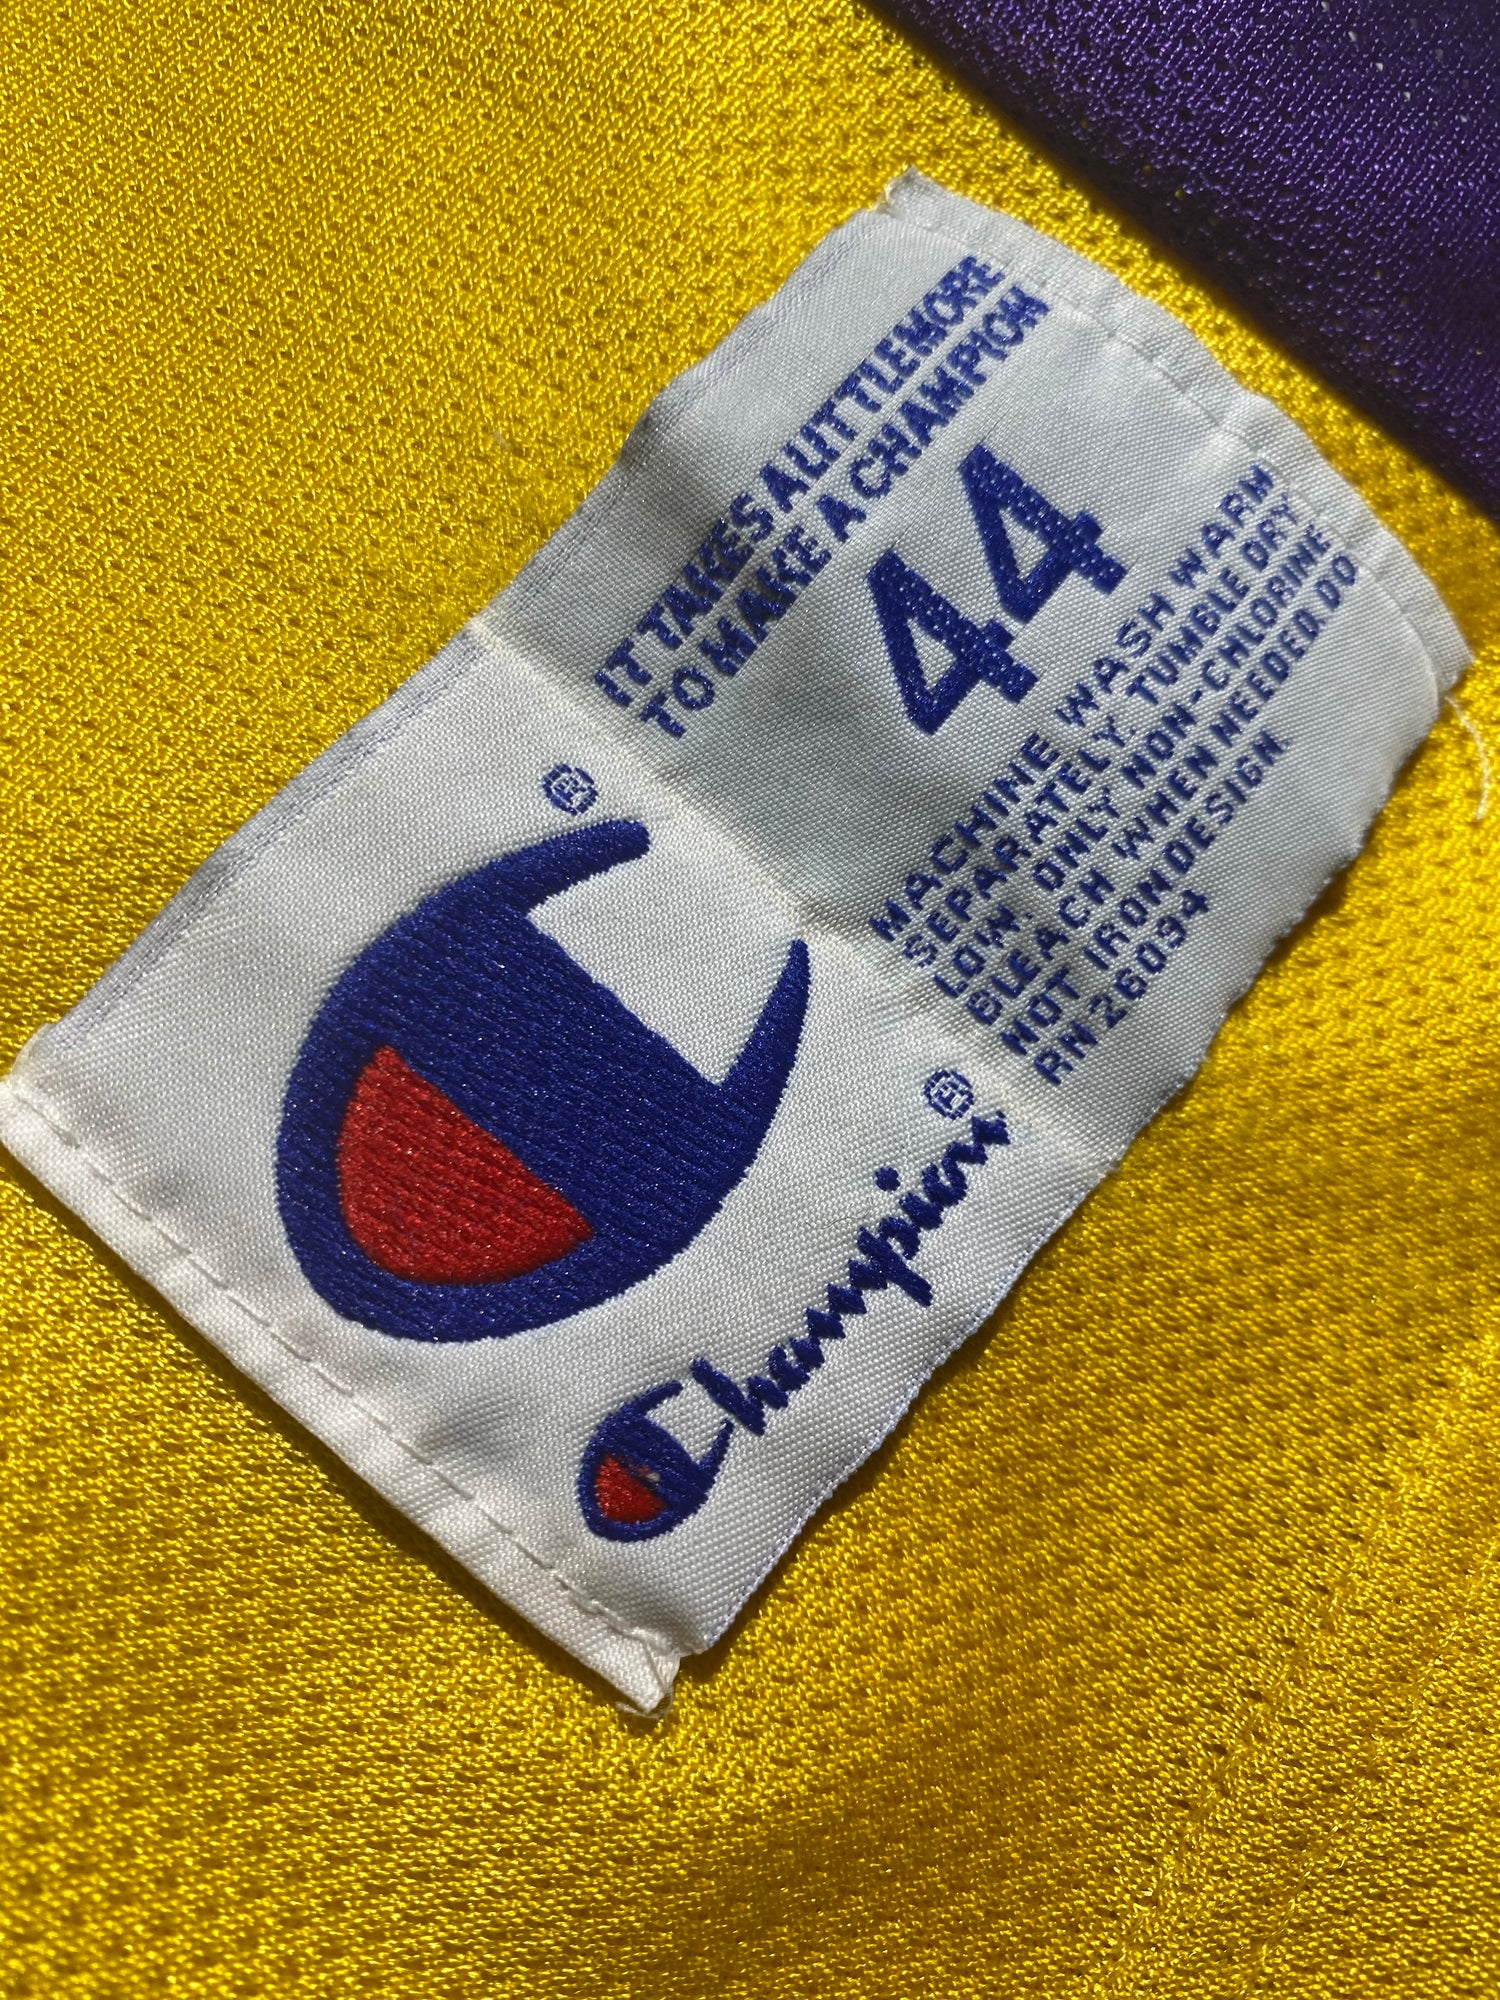 IT TAKES A LITTLE MORE
TO MAKE A CHAMPION
44
MACHINE WASH WARM
SEPARATELY. TUMBLE DRY
LOW. ONLY NON-CHLORINE
BLEACH WHEN NEEDED. DO
NOT IRON DESIGN.
RN 26094
®
Champion®